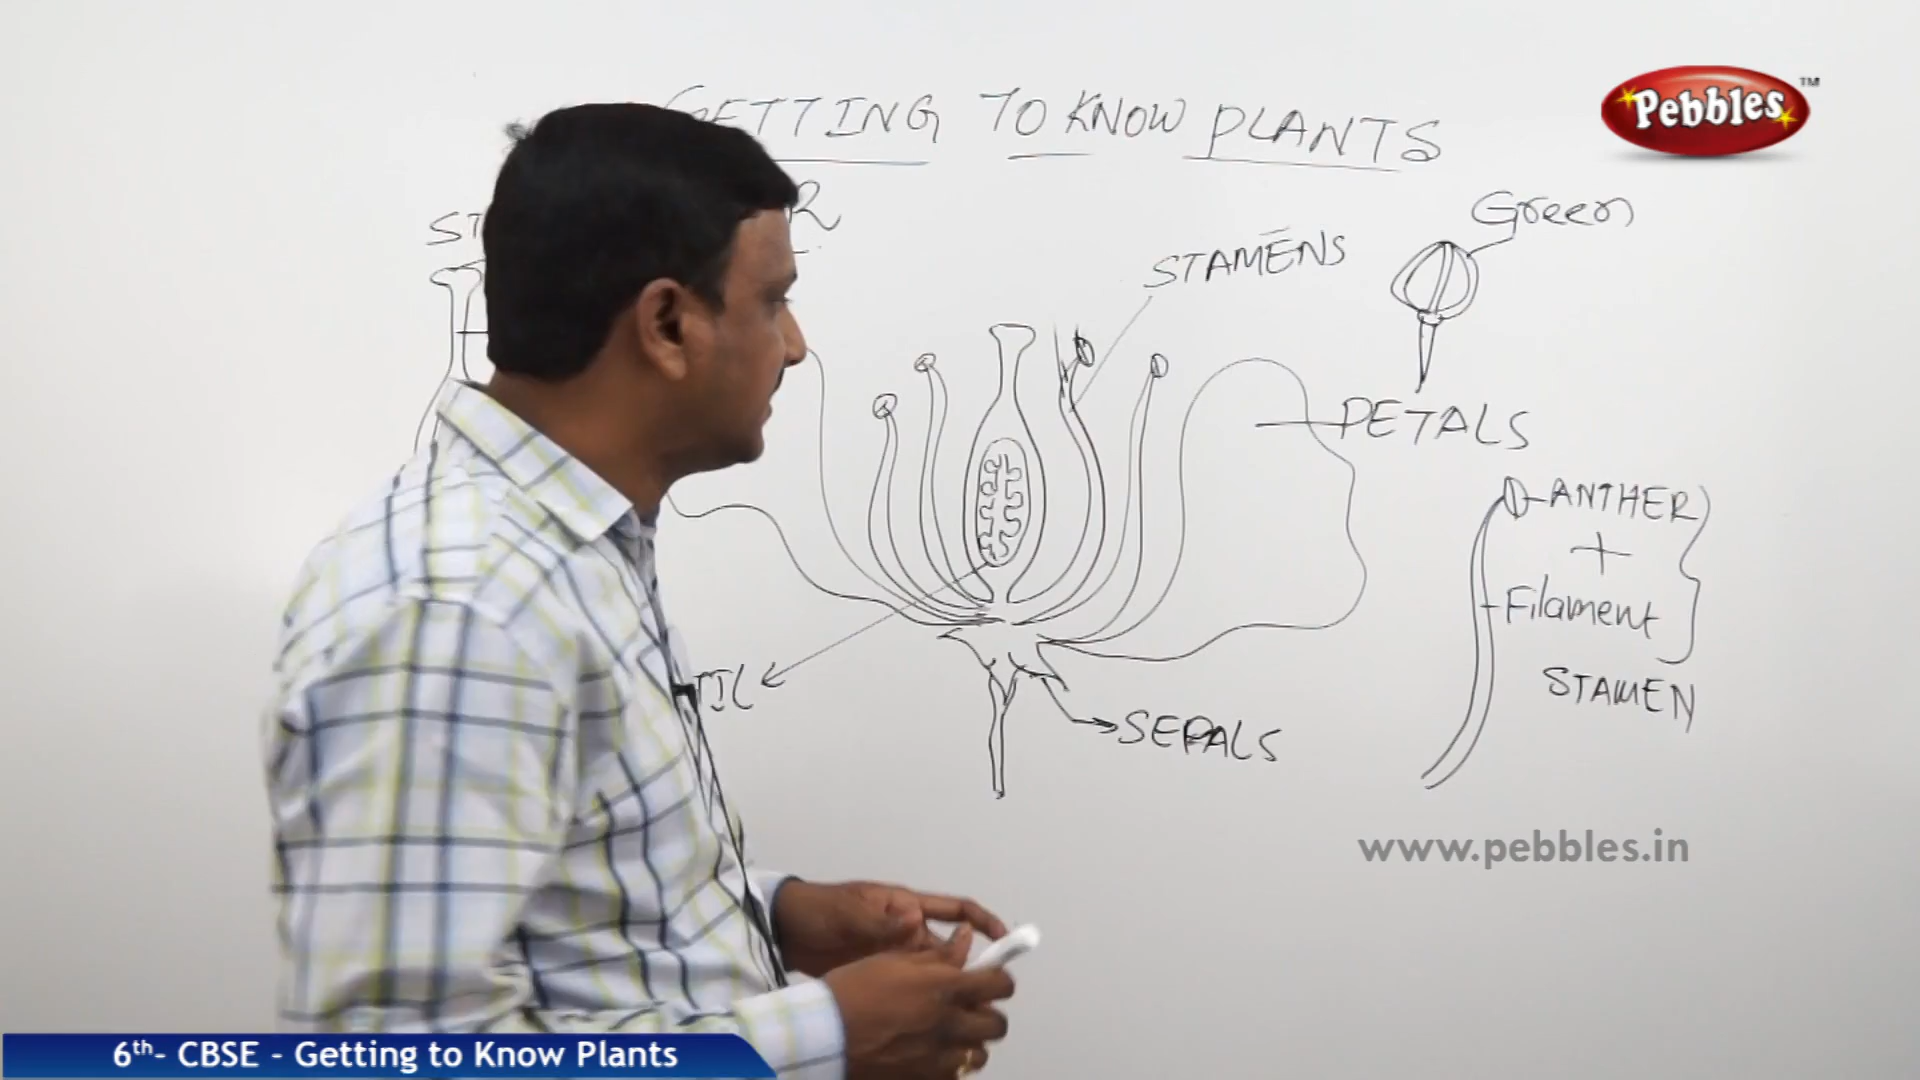 GETTING TO KNOW PLANTS
Pebbles™
Green
STAMENS
PETALS
ANTHER
+
Filament
STAMEN
SEPALS
www.pebbles.in
6th- CBSE - Getting to Know Plants